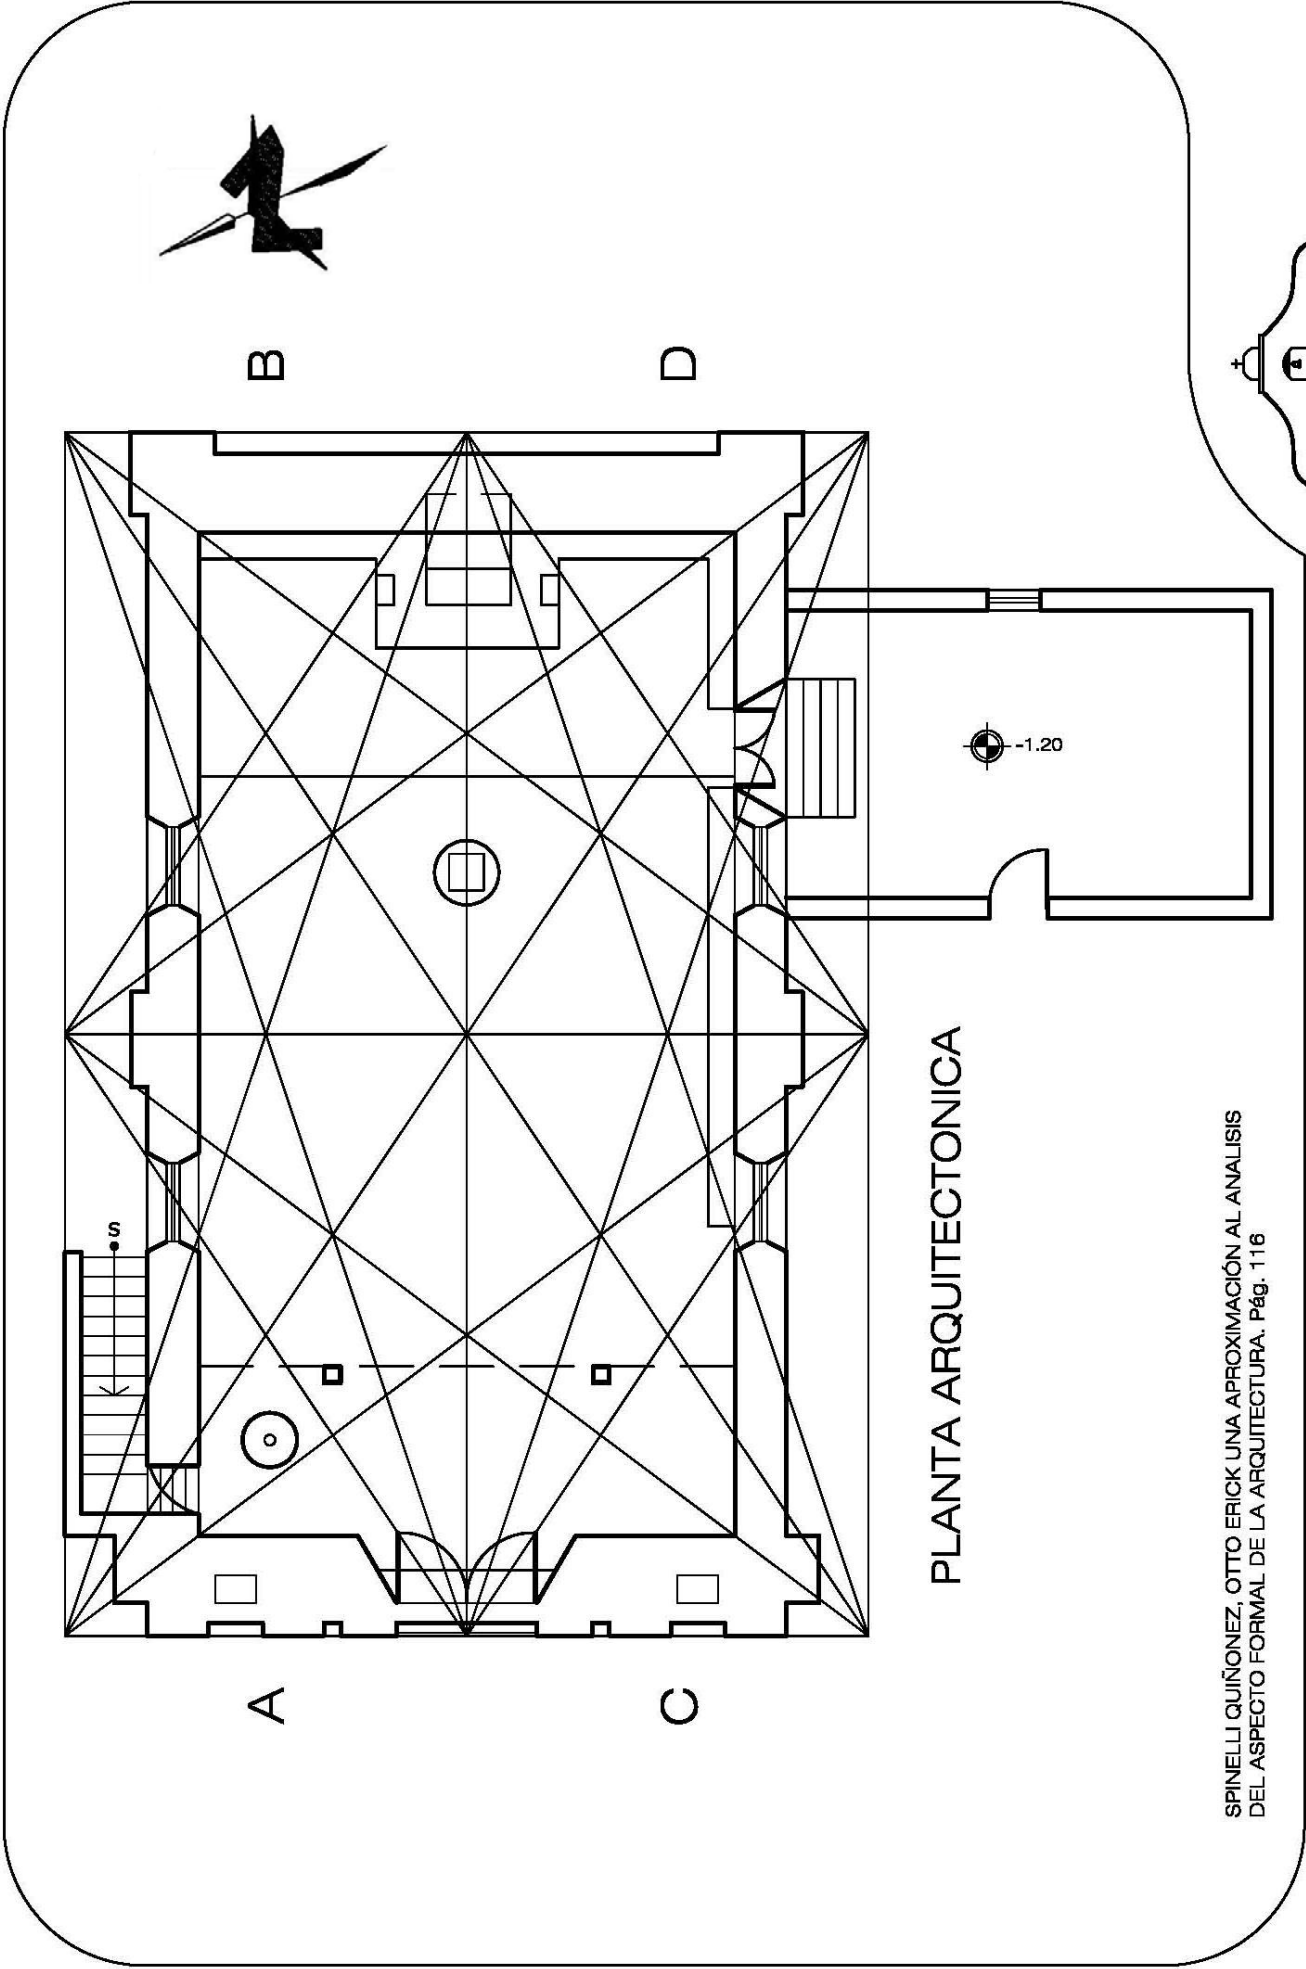 B
D
A
C
S
-1.20
PLANTA ARQUITECTONICA
SPINELLI QUIÑONEZ, OTTO ERICK UNA APROXIMACIÓN AL ANALISIS
DEL ASPECTO FORMAL DE LA ARQUITECTURA. Pág. 116